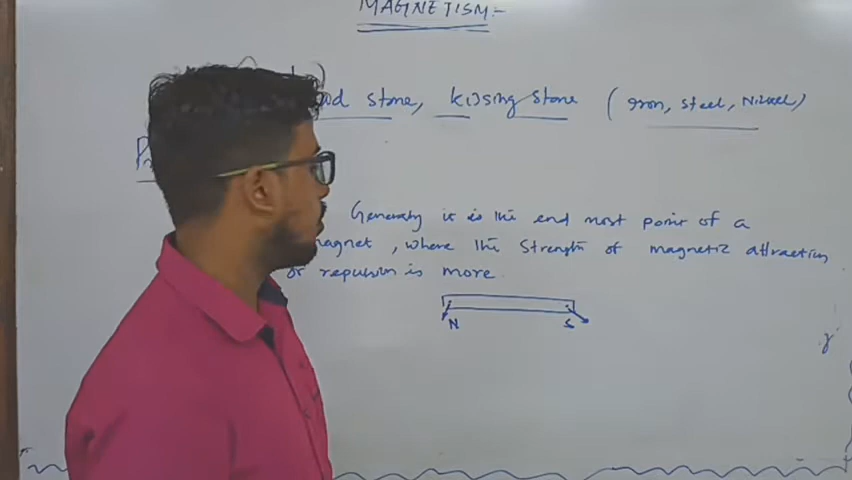 MAGNETISM:-
stone, kissing stone (Iron, steel, Nickel)
Generally it is the end most point of a
magnet, where the strength of magnetic attraction
or repulsion is more.
N S